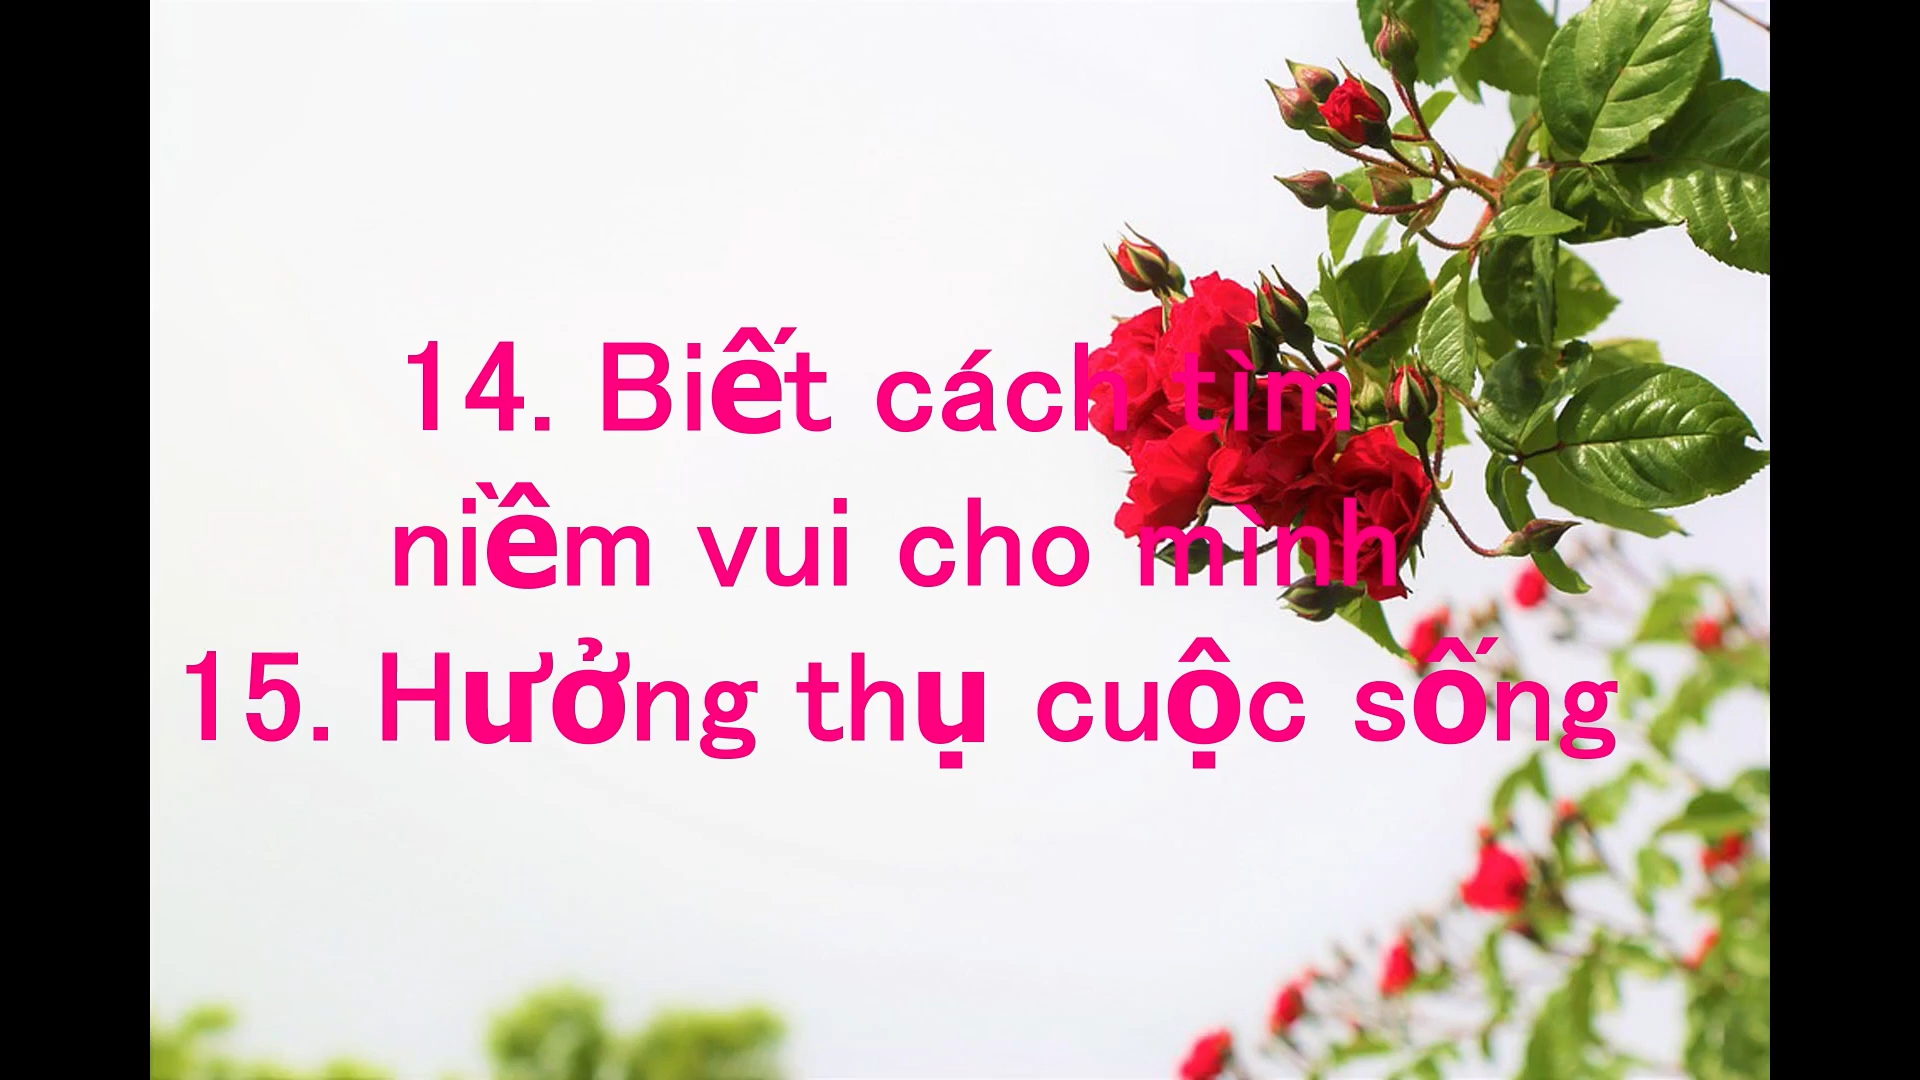 14. Biết cách tìm
niềm vui cho mình
15. Hưởng thụ cuộc sống